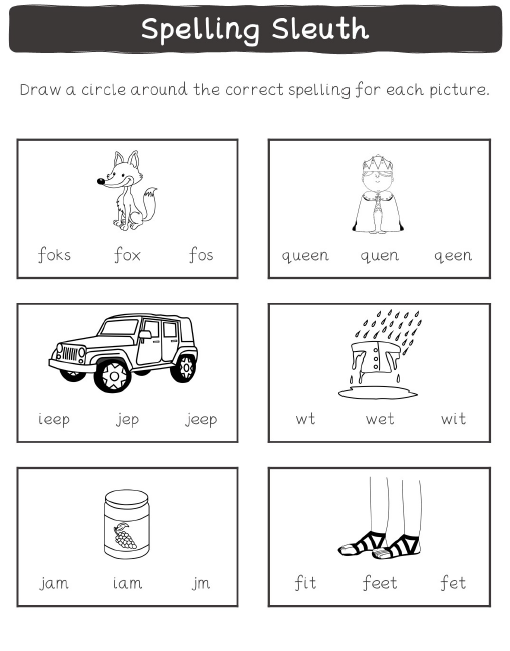 Spelling Sleuth
Draw a circle around the correct spelling for each picture.
foks fox fos
queen quen qeen
ieep jep jeep
wt wet wit
jam iam jm
fit feet fet